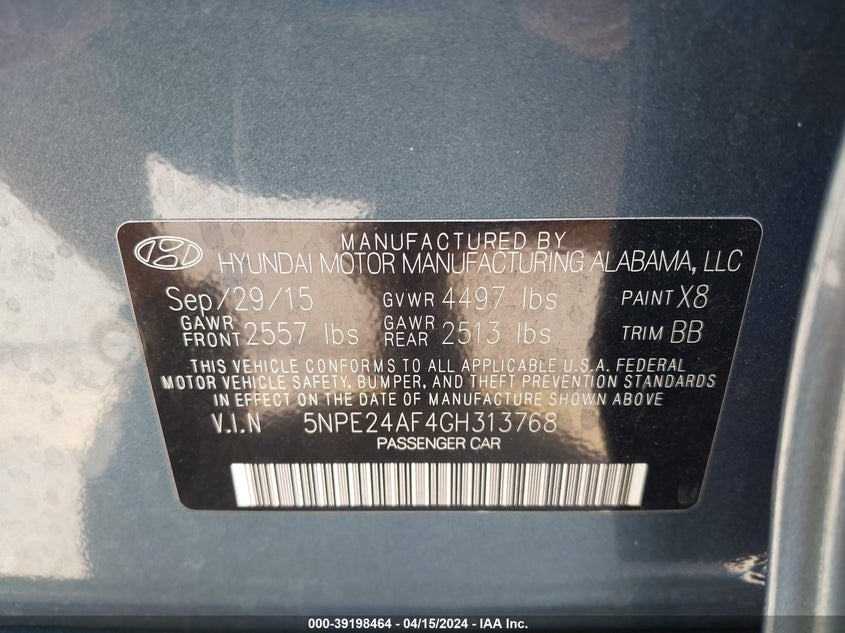 MANUFACTURED BY
HYUNDAI MOTOR MANUFACTURING ALABAMA, LLC
Sep/29/15 GVWR 4497 lbs PAINT X8
GAWR FRONT 2557 lbs GAWR REAR 2513 lbs TRIM BB
THIS VEHICLE CONFORMS TO ALL APPLICABLE U.S.A. FEDERAL
MOTOR VEHICLE SAFETY, BUMPER, AND THEFT PREVENTION STANDARDS
IN EFFECT ON THE DATE OF MANUFACTURE SHOWN ABOVE
V.I.N 5NPE24AF4GH313768
PASSENGER CAR
000-39198464 - 04/15/2024 - IAA Inc.